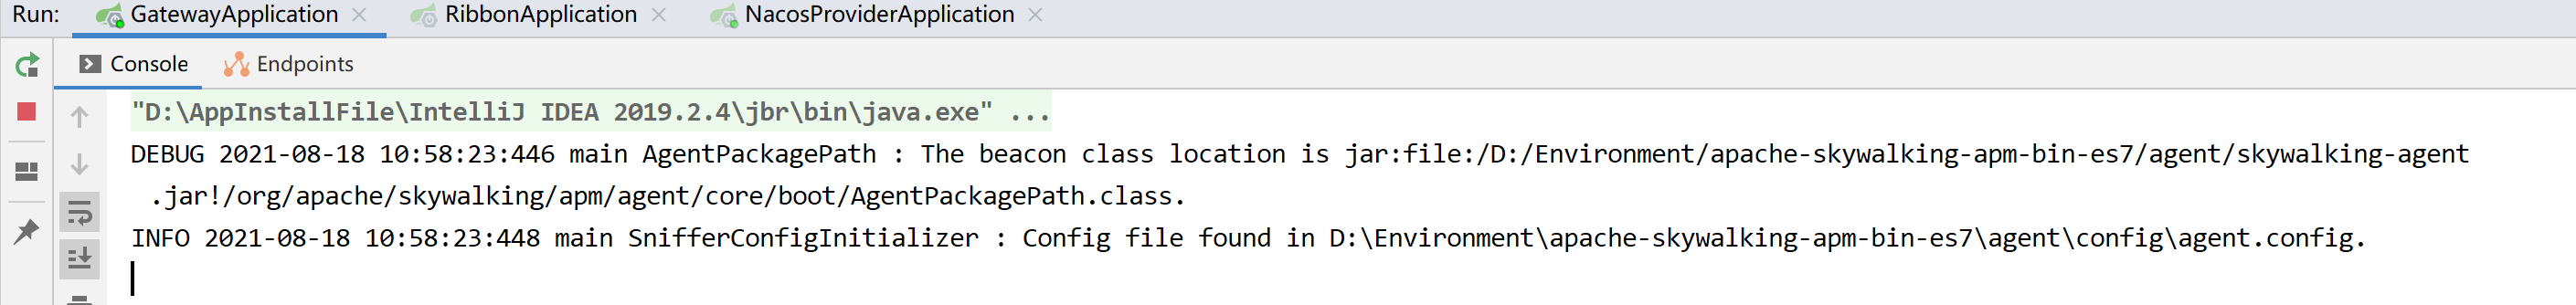 Run: GatewayApplication RibbonApplication NacosProviderApplication
Console Endpoints
"D:\AppInstallFile\IntelliJ IDEA 2019.2.4\jbr\bin\java.exe" ...
DEBUG 2021-08-18 10:58:23:446 main AgentPackagePath : The beacon class location is jar:file:/D:/Environment/apache-skywalking-apm-bin-es7/agent/skywalking-agent
.jar!/org/apache/skywalking/apm/agent/core/boot/AgentPackagePath.class.
INFO 2021-08-18 10:58:23:448 main SnifferConfigInitializer : Config file found in D:\Environment\apache-skywalking-apm-bin-es7\agent\config\agent.config.